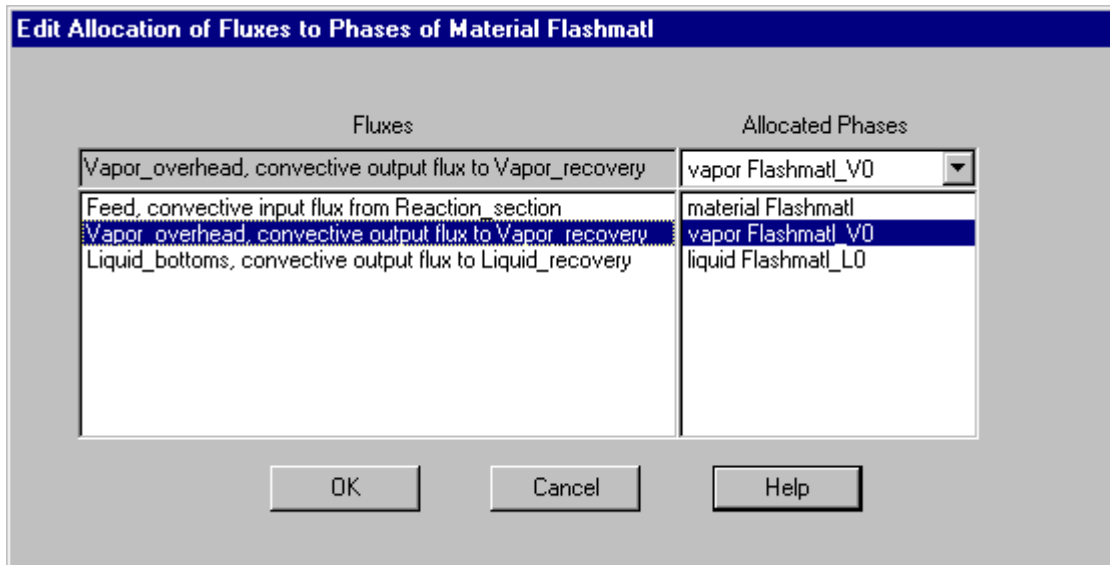 Edit Allocation of Fluxes to Phases of Material Flashmatl
Fluxes Allocated Phases
Vapor_overhead, convective output flux to Vapor_recovery vapor Flashmatl_V0
Feed, convective input flux from Reaction_section material Flashmatl
Vapor_overhead, convective output flux to Vapor_recovery vapor Flashmatl_V0
Liquid_bottoms, convective output flux to Liquid_recovery liquid Flashmatl_L0
OK Cancel Help